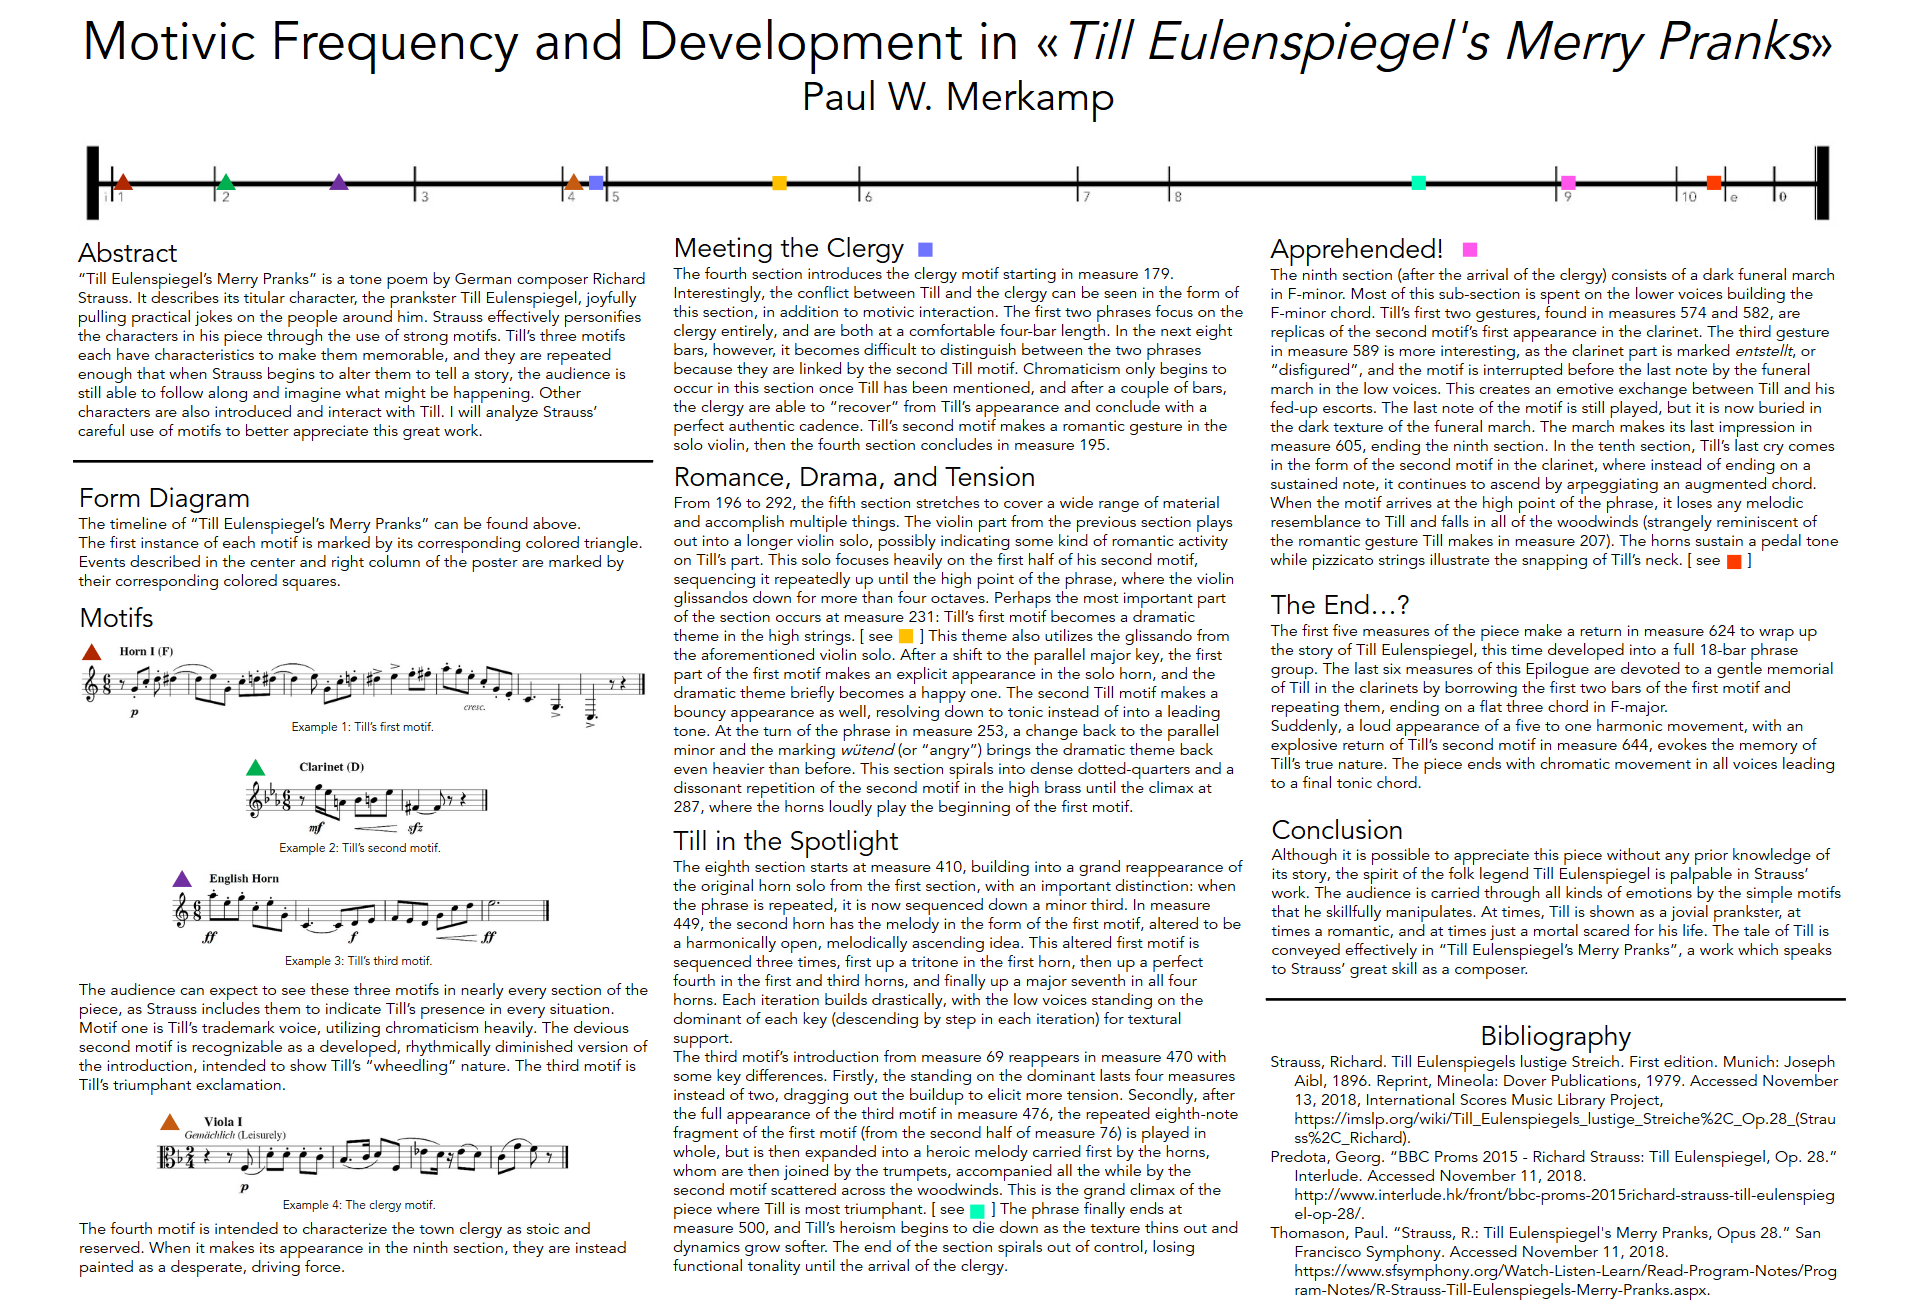 Motivic Frequency and Development in «Till Eulenspiegel's Merry Pranks»
Paul W. Merkamp
i 1 2 3 4 5 6 7 8 9 10 e 0
Abstract
“Till Eulenspiegel’s Merry Pranks” is a tone poem by German composer Richard
Strauss. It describes its titular character, the prankster Till Eulenspiegel, joyfully
pulling practical jokes on the people around him. Strauss effectively personifies
the characters in his piece through the use of strong motifs. Till’s three motifs
each have characteristics to make them memorable, and they are repeated
enough that when Strauss begins to alter them to tell a story, the audience is
still able to follow along and imagine what might be happening. Other
characters are also introduced and interact with Till. I will analyze Strauss’
careful use of motifs to better appreciate this great work.
Form Diagram
The timeline of “Till Eulenspiegel’s Merry Pranks” can be found above.
The first instance of each motif is marked by its corresponding colored triangle.
Events described in the center and right column of the poster are marked by
their corresponding colored squares.
Motifs
Horn I (F)
p
cresc.
Example 1: Till’s first motif.
Clarinet (D)
mf sfz
Example 2: Till’s second motif.
English Horn
ff f ff
Example 3: Till’s third motif.
The audience can expect to see these three motifs in nearly every section of the
piece, as Strauss includes them to indicate Till’s presence in every situation.
Motif one is Till’s trademark voice, utilizing chromaticism heavily. The devious
second motif is recognizable as a developed, rhythmically diminished version of
the introduction, intended to show Till’s “wheedling” nature. The third motif is
Till’s triumphant exclamation.
Viola I
Gemächlich (Leisurely)
p
Example 4: The clergy motif.
The fourth motif is intended to characterize the town clergy as stoic and
reserved. When it makes its appearance in the ninth section, they are instead
painted as a desperate, driving force.
Meeting the Clergy
The fourth section introduces the clergy motif starting in measure 179.
Interestingly, the conflict between Till and the clergy can be seen in the form of
this section, in addition to motivic interaction. The first two phrases focus on the
clergy entirely, and are both at a comfortable four-bar length. In the next eight
bars, however, it becomes difficult to distinguish between the two phrases
because they are linked by the second Till motif. Chromaticism only begins to
occur in this section once Till has been mentioned, and after a couple of bars,
the clergy are able to “recover” from Till’s appearance and conclude with a
perfect authentic cadence. Till’s second motif makes a romantic gesture in the
solo violin, then the fourth section concludes in measure 195.
Romance, Drama, and Tension
From 196 to 292, the fifth section stretches to cover a wide range of material
and accomplish multiple things. The violin part from the previous section plays
out into a longer violin solo, possibly indicating some kind of romantic activity
on Till’s part. This solo focuses heavily on the first half of his second motif,
sequencing it repeatedly up until the high point of the phrase, where the violin
glissandos down for more than four octaves. Perhaps the most important part
of the section occurs at measure 231: Till’s first motif becomes a dramatic
theme in the high strings. [ see ] This theme also utilizes the glissando from
the aforementioned violin solo. After a shift to the parallel major key, the first
part of the first motif makes an explicit appearance in the solo horn, and the
dramatic theme briefly becomes a happy one. The second Till motif makes a
bouncy appearance as well, resolving down to tonic instead of into a leading
tone. At the turn of the phrase in measure 253, a change back to the parallel
minor and the marking wütend (or “angry”) brings the dramatic theme back
even heavier than before. This section spirals into dense dotted-quarters and a
dissonant repetition of the second motif in the high brass until the climax at
287, where the horns loudly play the beginning of the first motif.
Till in the Spotlight
The eighth section starts at measure 410, building into a grand reappearance of
the original horn solo from the first section, with an important distinction: when
the phrase is repeated, it is now sequenced down a minor third. In measure
449, the second horn has the melody in the form of the first motif, altered to be
a harmonically open, melodically ascending idea. This altered first motif is
sequenced three times, first up a tritone in the first horn, then up a perfect
fourth in the first and third horns, and finally up a major seventh in all four
horns. Each iteration builds drastically, with the low voices standing on the
dominant of each key (descending by step in each iteration) for textural
support.
The third motif’s introduction from measure 69 reappears in measure 470 with
some key differences. Firstly, the standing on the dominant lasts four measures
instead of two, dragging out the buildup to elicit more tension. Secondly, after
the full appearance of the third motif in measure 476, the repeated eighth-note
fragment of the first motif (from the second half of measure 76) is played in
whole, but is then expanded into a heroic melody carried first by the horns,
whom are then joined by the trumpets, accompanied all the while by the
second motif scattered across the woodwinds. This is the grand climax of the
piece where Till is most triumphant. [ see ] The phrase finally ends at
measure 500, and Till’s heroism begins to die down as the texture thins out and
dynamics grow softer. The end of the section spirals out of control, losing
functional tonality until the arrival of the clergy.
Apprehended!
The ninth section (after the arrival of the clergy) consists of a dark funeral march
in F-minor. Most of this sub-section is spent on the lower voices building the
F-minor chord. Till’s first two gestures, found in measures 574 and 582, are
replicas of the second motif’s first appearance in the clarinet. The third gesture
in measure 589 is more interesting, as the clarinet part is marked entstellt, or
“disfigured”, and the motif is interrupted before the last note by the funeral
march in the low voices. This creates an emotive exchange between Till and his
fed-up escorts. The last note of the motif is still played, but it is now buried in
the dark texture of the funeral march. The march makes its last impression in
measure 605, ending the ninth section. In the tenth section, Till’s last cry comes
in the form of the second motif in the clarinet, where instead of ending on a
sustained note, it continues to ascend by arpeggiating an augmented chord.
When the motif arrives at the high point of the phrase, it loses any melodic
resemblance to Till and falls in all of the woodwinds (strangely reminiscent of
the romantic gesture Till makes in measure 207). The horns sustain a pedal tone
while pizzicato strings illustrate the snapping of Till’s neck. [ see ]
The End...?
The first five measures of the piece make a return in measure 624 to wrap up
the story of Till Eulenspiegel, this time developed into a full 18-bar phrase
group. The last six measures of this Epilogue are devoted to a gentle memorial
of Till in the clarinets by borrowing the first two bars of the first motif and
repeating them, ending on a flat three chord in F-major.
Suddenly, a loud appearance of a five to one harmonic movement, with an
explosive return of Till’s second motif in measure 644, evokes the memory of
Till’s true nature. The piece ends with chromatic movement in all voices leading
to a final tonic chord.
Conclusion
Although it is possible to appreciate this piece without any prior knowledge of
its story, the spirit of the folk legend Till Eulenspiegel is palpable in Strauss’
work. The audience is carried through all kinds of emotions by the simple motifs
that he skillfully manipulates. At times, Till is shown as a jovial prankster, at
times a romantic, and at times just a mortal scared for his life. The tale of Till is
conveyed effectively in “Till Eulenspiegel’s Merry Pranks”, a work which speaks
to Strauss’ great skill as a composer.
Bibliography
Strauss, Richard. Till Eulenspiegels lustige Streich. First edition. Munich: Joseph
Aibl, 1896. Reprint, Mineola: Dover Publications, 1979. Accessed November
13, 2018, International Scores Music Library Project,
https://imslp.org/wiki/Till_Eulenspiegels_lustige_Streiche%2C_Op.28_(Strau
ss%2C_Richard).
Predota, Georg. “BBC Proms 2015 - Richard Strauss: Till Eulenspiegel, Op. 28.”
Interlude. Accessed November 11, 2018.
http://www.interlude.hk/front/bbc-proms-2015richard-strauss-till-eulenspieg
el-op-28/.
Thomason, Paul. “Strauss, R.: Till Eulenspiegel's Merry Pranks, Opus 28.” San
Francisco Symphony. Accessed November 11, 2018.
https://www.sfsymphony.org/Watch-Listen-Learn/Read-Program-Notes/Prog
ram-Notes/R-Strauss-Till-Eulenspiegels-Merry-Pranks.aspx.